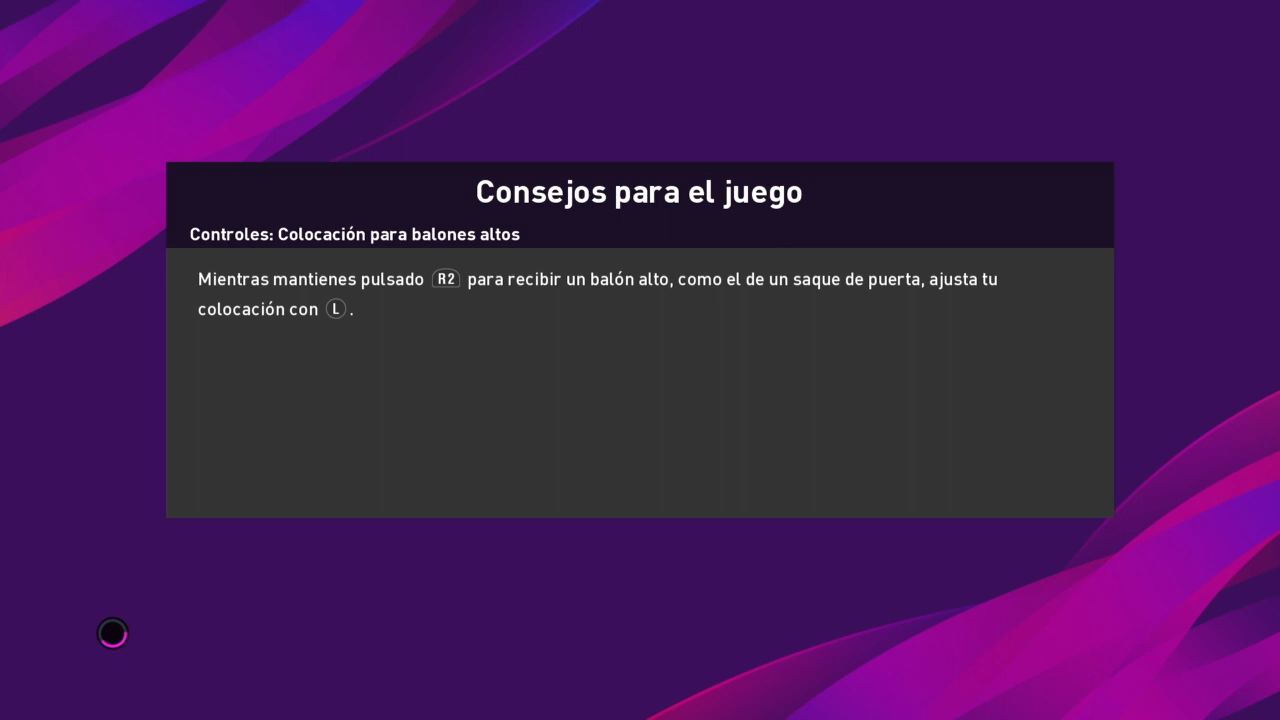 Consejos para el juego
Controles: Colocación para balones altos
Mientras mantienes pulsado R2 para recibir un balón alto, como el de un saque de puerta, ajusta tu
colocación con L.